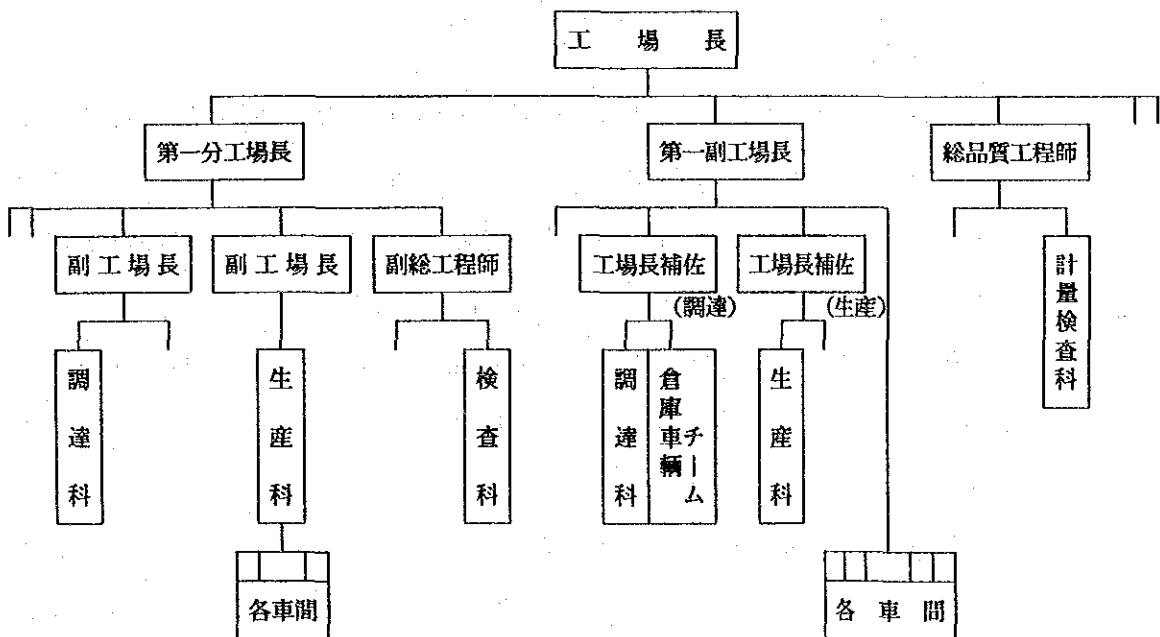 工場長
第一分工場長
第一副工場長
総品質工程師
副工場長
副工場長
副総工程師
工場長補佐
(調達)
工場長補佐
(生産)
計量検査科
調達科
生産科
検査科
調達科
倉庫車輌チーム
生産科
各車間
各車間